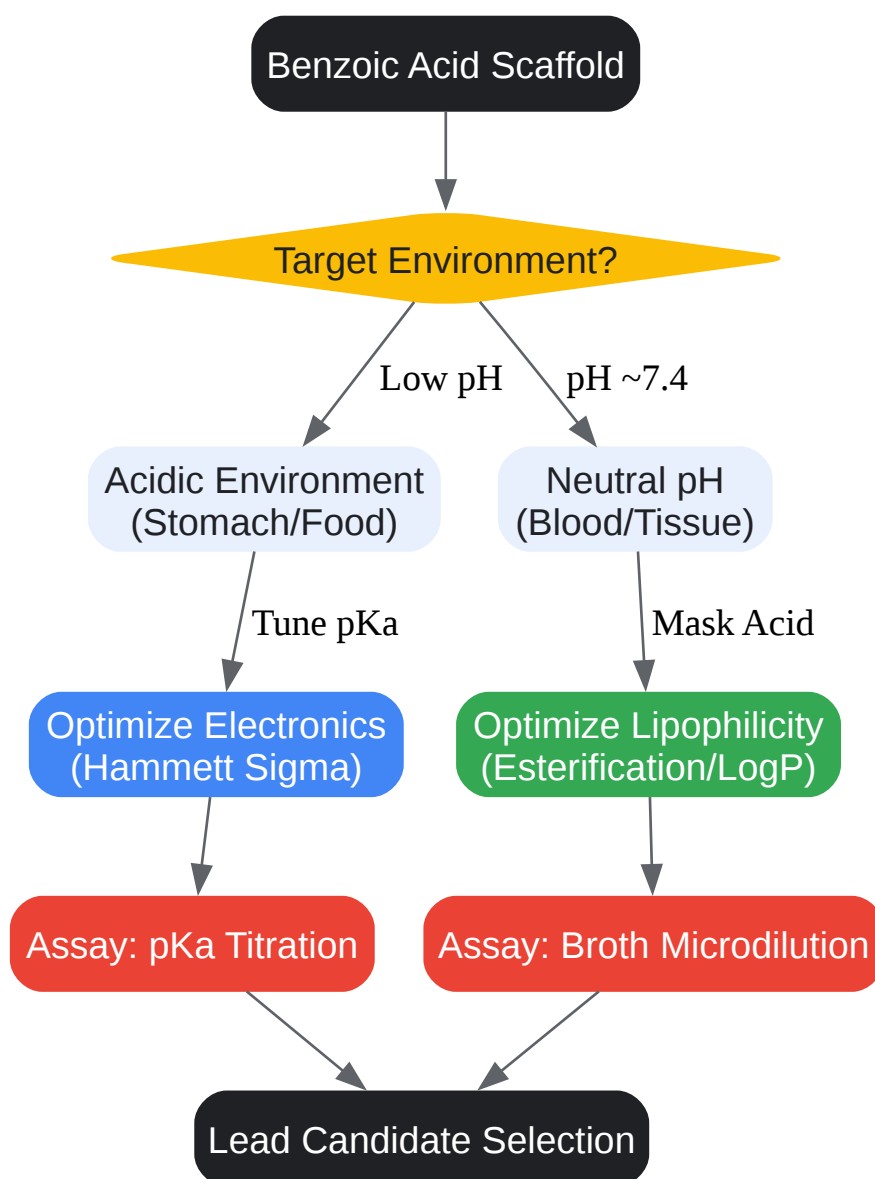 Benzoic Acid Scaffold
Target Environment?
Low pH
pH ~7.4
Acidic Environment
(Stomach/Food)
Neutral pH
(Blood/Tissue)
Tune pKa
Mask Acid
Optimize Electronics
(Hammett Sigma)
Optimize Lipophilicity
(Esterification/LogP)
Assay: pKa Titration
Assay: Broth Microdilution
Lead Candidate Selection